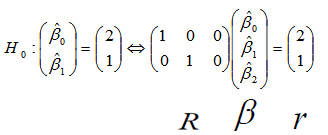 H₀ : (β̂₀ β̂₁) = (2 1) ⇔ (1 0 0 0 1 0) (β̂₀ β̂₁ β̂₂) = (2 1)
R β r